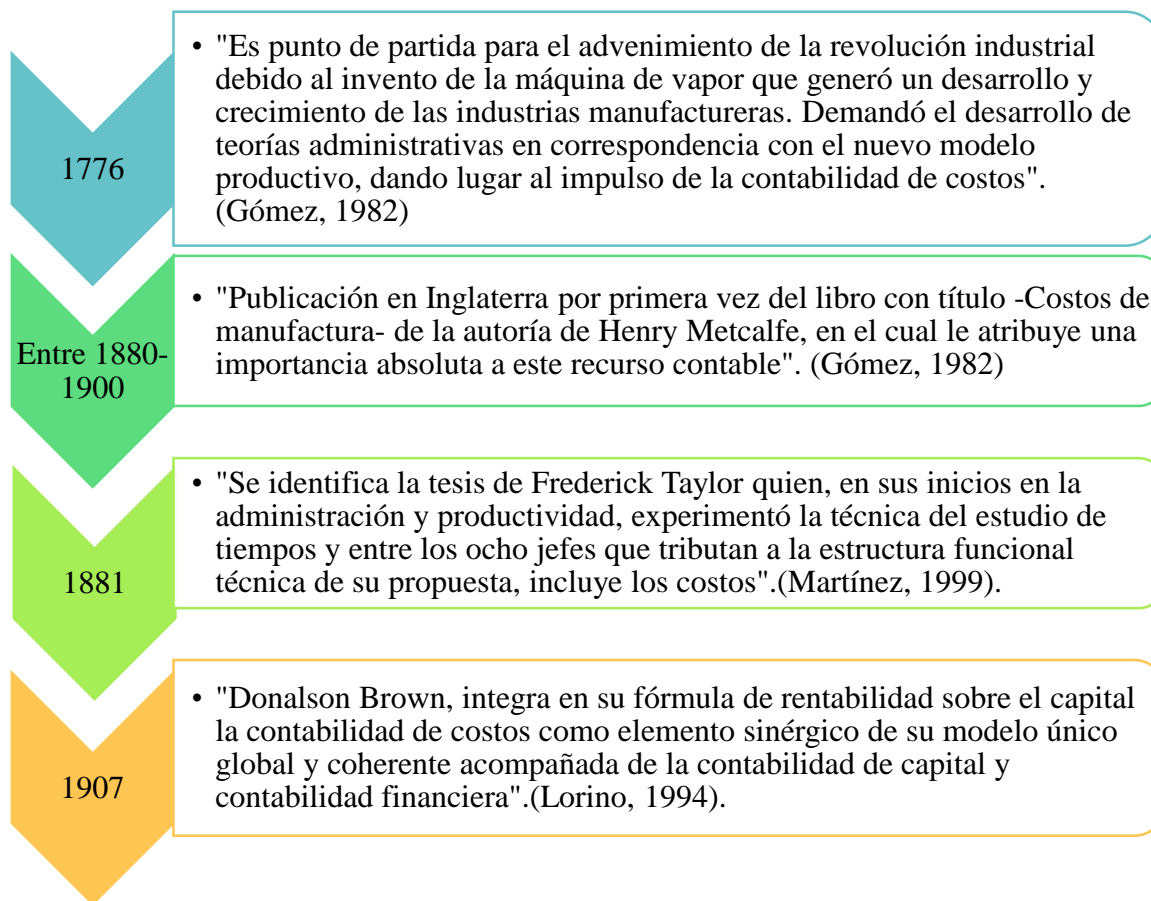 1776
• "Es punto de partida para el advenimiento de la revolución industrial
debido al invento de la máquina de vapor que generó un desarrollo y
crecimiento de las industrias manufactureras. Demandó el desarrollo de
teorías administrativas en correspondencia con el nuevo modelo
productivo, dando lugar al impulso de la contabilidad de costos".
(Gómez, 1982)
Entre 1880-
1900
• "Publicación en Inglaterra por primera vez del libro con título -Costos de
manufactura- de la autoría de Henry Metcalfe, en el cual le atribuye una
importancia absoluta a este recurso contable". (Gómez, 1982)
1881
• "Se identifica la tesis de Frederick Taylor quien, en sus inicios en la
administración y productividad, experimentó la técnica del estudio de
tiempos y entre los ocho jefes que tributan a la estructura funcional
técnica de su propuesta, incluye los costos".(Martínez, 1999).
1907
• "Donalson Brown, integra en su fórmula de rentabilidad sobre el capital
la contabilidad de costos como elemento sinérgico de su modelo único
global y coherente acompañada de la contabilidad de capital y
contabilidad financiera".(Lorino, 1994).